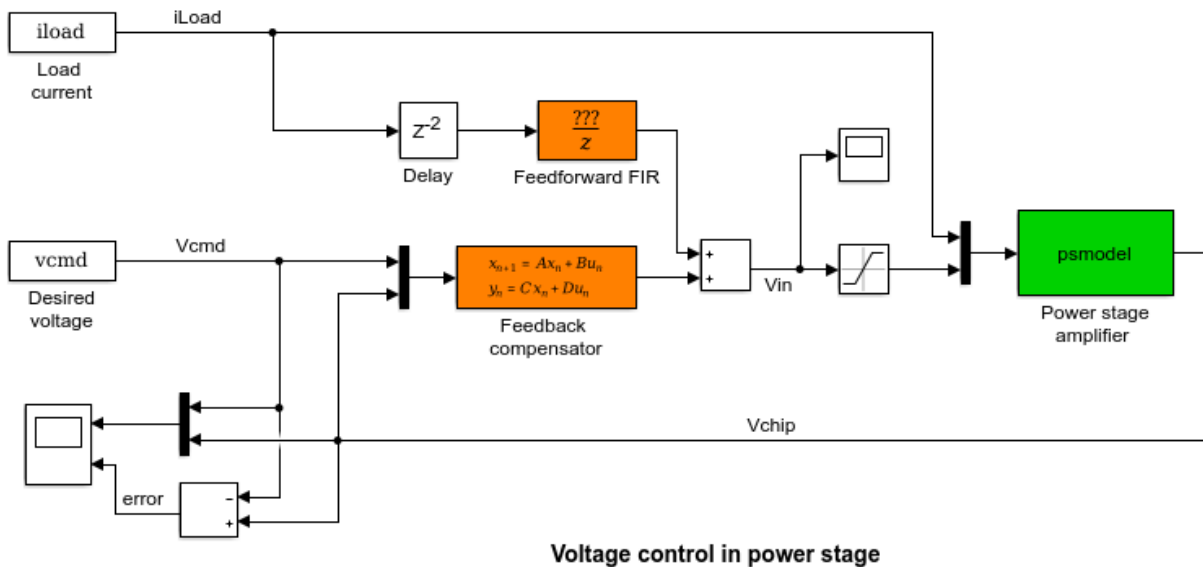 iload
iLoad
Load
current
Z-2
Delay
???
z
Feedforward FIR
vcmd
Vcmd
Desired
voltage
xn+1 = Axn + Bun
yn = Cxn + Dun
Feedback
compensator
+
+
Vin
psmodel
Power stage
amplifier
Vchip
error
−
+
Voltage control in power stage